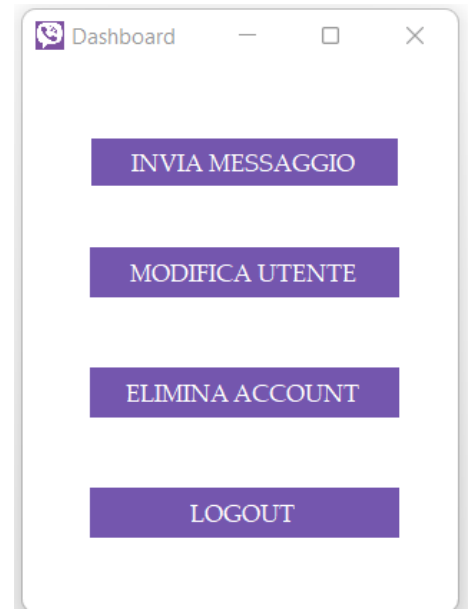 Dashboard
INVIA MESSAGGIO
MODIFICA UTENTE
ELIMINA ACCOUNT
LOGOUT